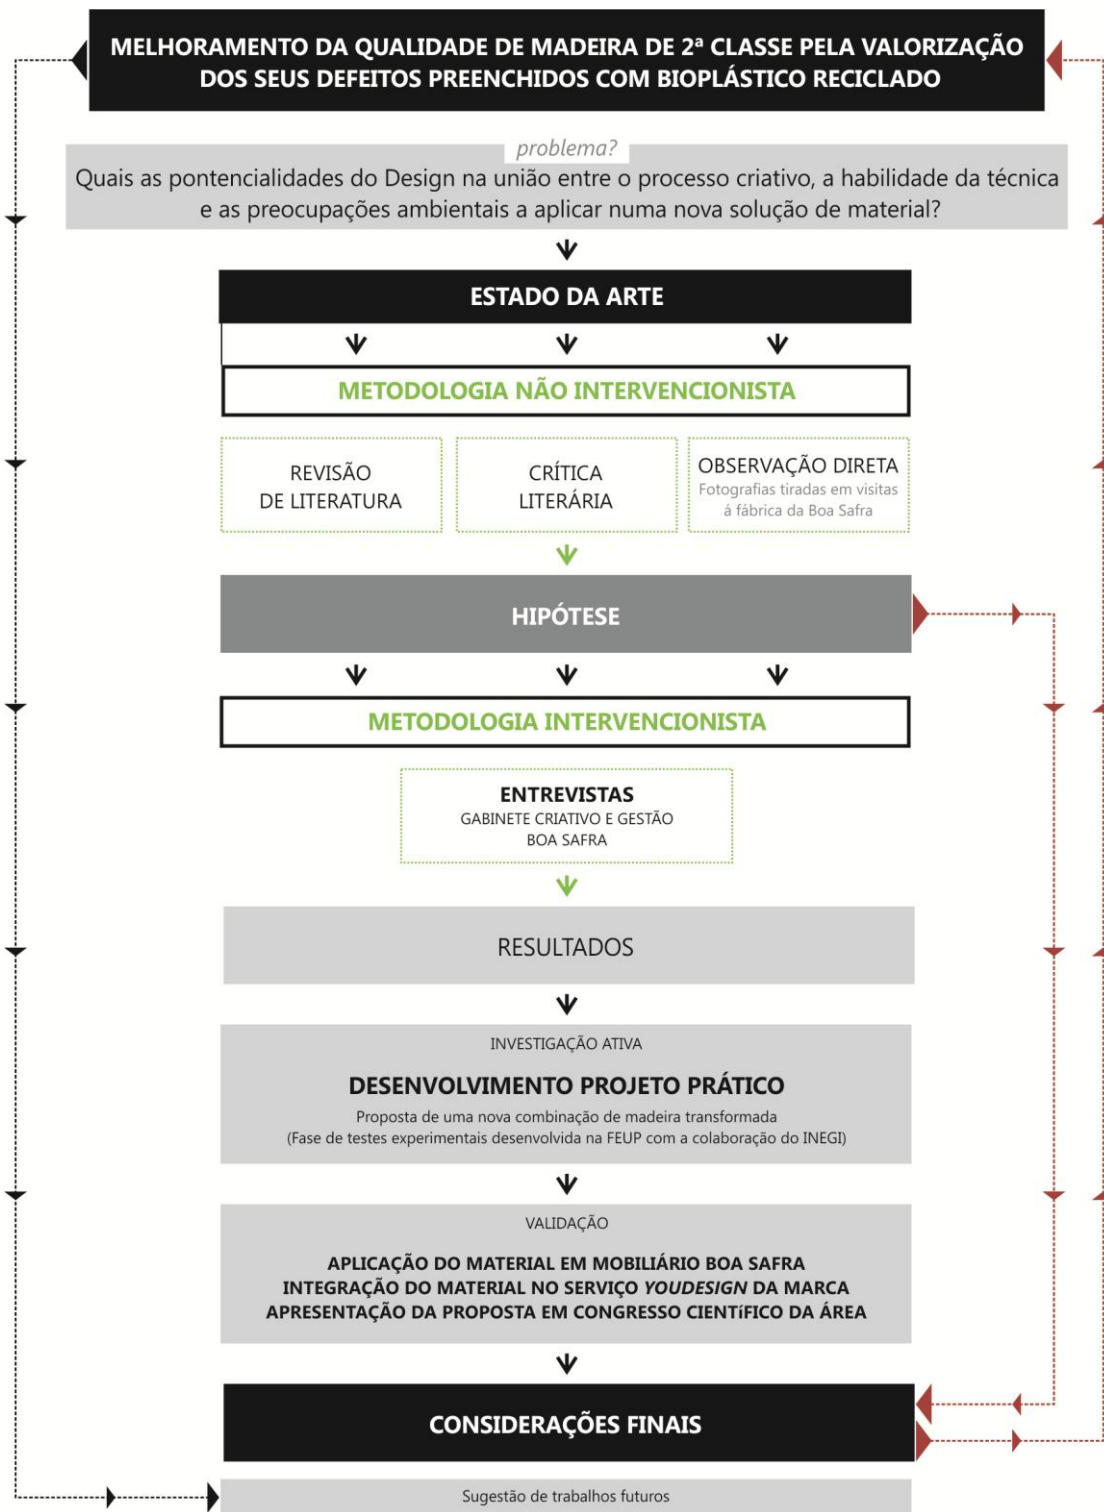 MELHORAMENTO DA QUALIDADE DE MADEIRA DE 2ª CLASSE PELA VALORIZAÇÃO
DOS SEUS DEFEITOS PREENCHIDOS COM BIOPLÁSTICO RECICLADO
problema?
Quais as pontencialidades do Design na união entre o processo criativo, a habilidade da técnica
e as preocupações ambientais a aplicar numa nova solução de material?
ESTADO DA ARTE
METODOLOGIA NÃO INTERVENCIONISTA
REVISÃO
DE LITERATURA
CRÍTICA
LITERÁRIA
OBSERVAÇÃO DIRETA
Fotografias tiradas em visitas
á fábrica da Boa Safra
HIPÓTESE
METODOLOGIA INTERVENCIONISTA
ENTREVISTAS
GABINETE CRIATIVO E GESTÃO
BOA SAFRA
RESULTADOS
INVESTIGAÇÃO ATIVA
DESENVOLVIMENTO PROJETO PRÁTICO
Proposta de uma nova combinação de madeira transformada
(Fase de testes experimentais desenvolvida na FEUP com a colaboração do INEGI)
VALIDAÇÃO
APLICAÇÃO DO MATERIAL EM MOBILIÁRIO BOA SAFRA
INTEGRAÇÃO DO MATERIAL NO SERVIÇO YOUDESIGN DA MARCA
APRESENTAÇÃO DA PROPOSTA EM CONGRESSO CIENTíFICO DA ÁREA
CONSIDERAÇÕES FINAIS
Sugestão de trabalhos futuros